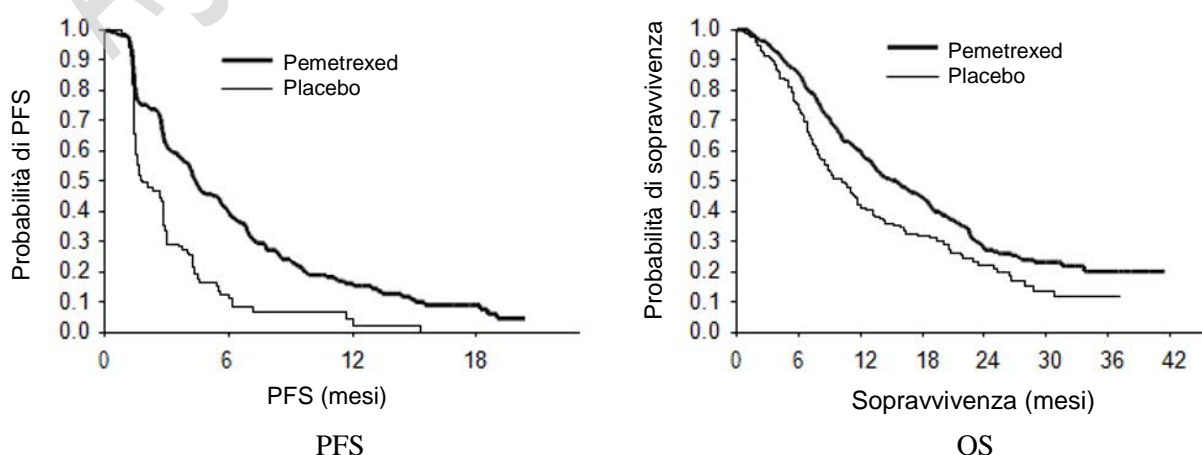 Probabilità di PFS
1.0
0.9
0.8
0.7
0.6
0.5
0.4
0.3
0.2
0.1
0.0
Pemetrexed
Placebo
0 6 12 18
PFS (mesi)
PFS
Probabilità di sopravvivenza
1.0
0.9
0.8
0.7
0.6
0.5
0.4
0.3
0.2
0.1
0.0
Pemetrexed
Placebo
0 6 12 18 24 30 36 42
Sopravvivenza (mesi)
OS